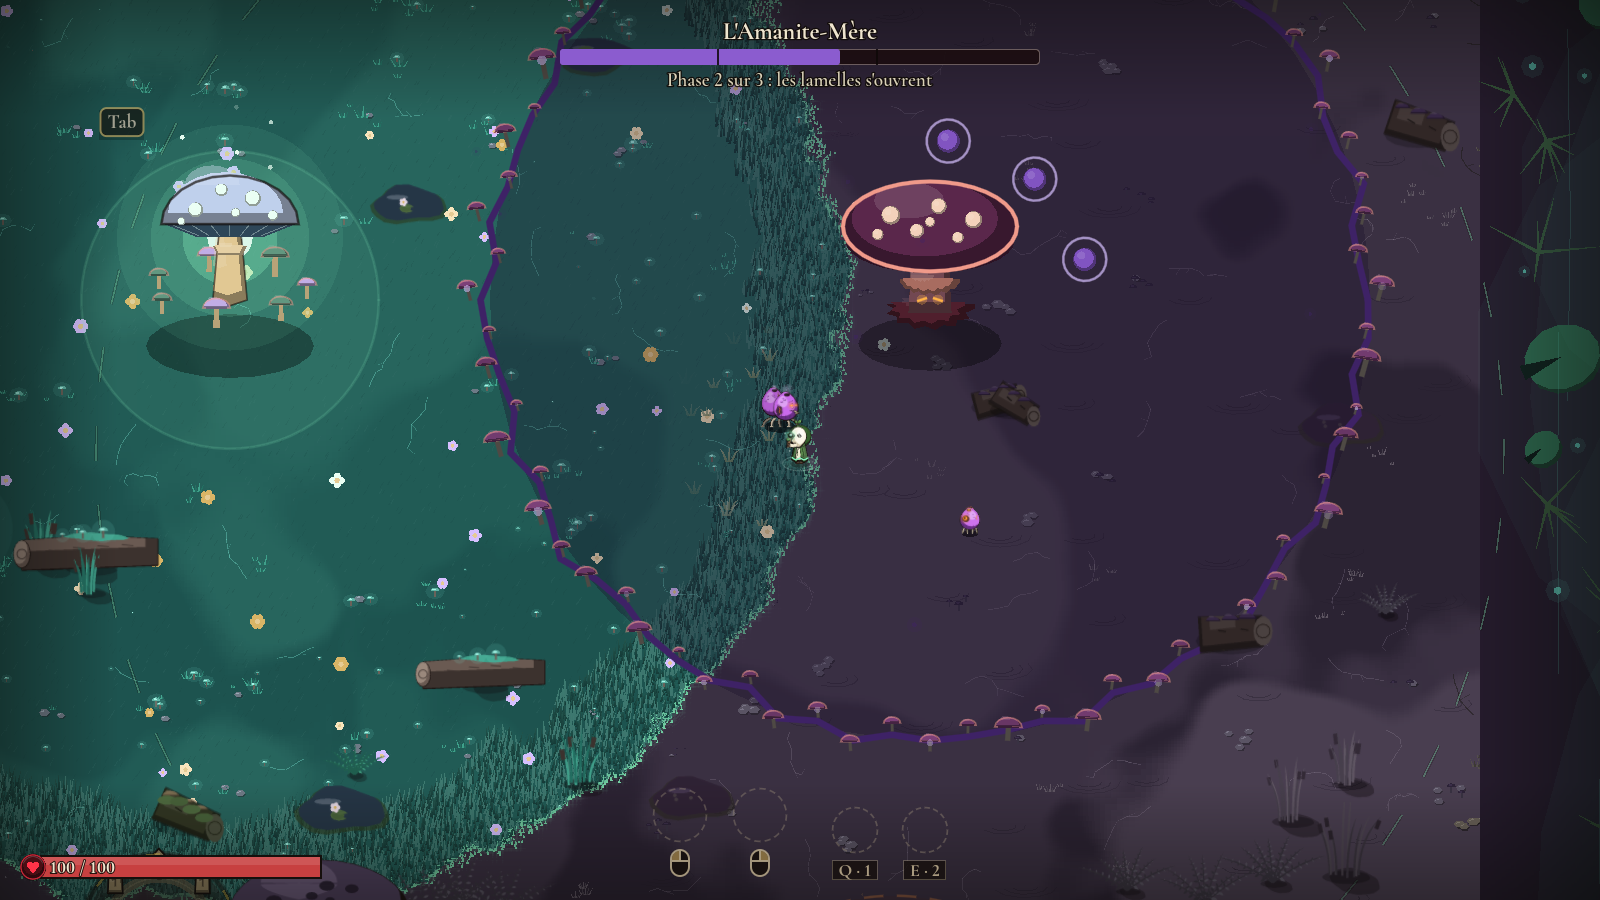 L'Amanite-Mère
Phase 2 sur 3 : les lamelles s'ouvrent
Tab
100 / 100
Q · 1
E · 2